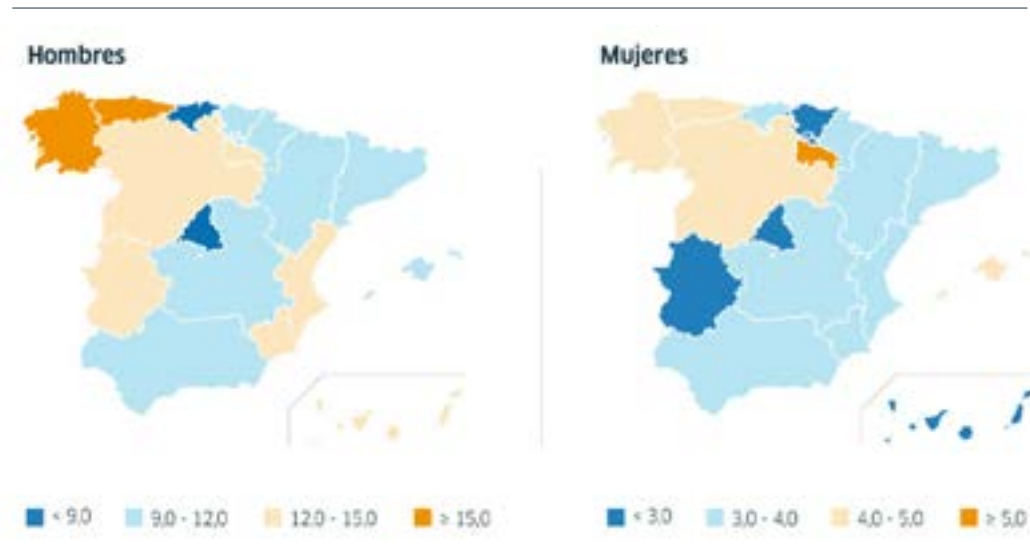 Hombres
Mujeres
< 9,0
9,0 - 12,0
12,0 - 15,0
≥ 15,0
< 3,0
3,0 - 4,0
4,0 - 5,0
≥ 5,0